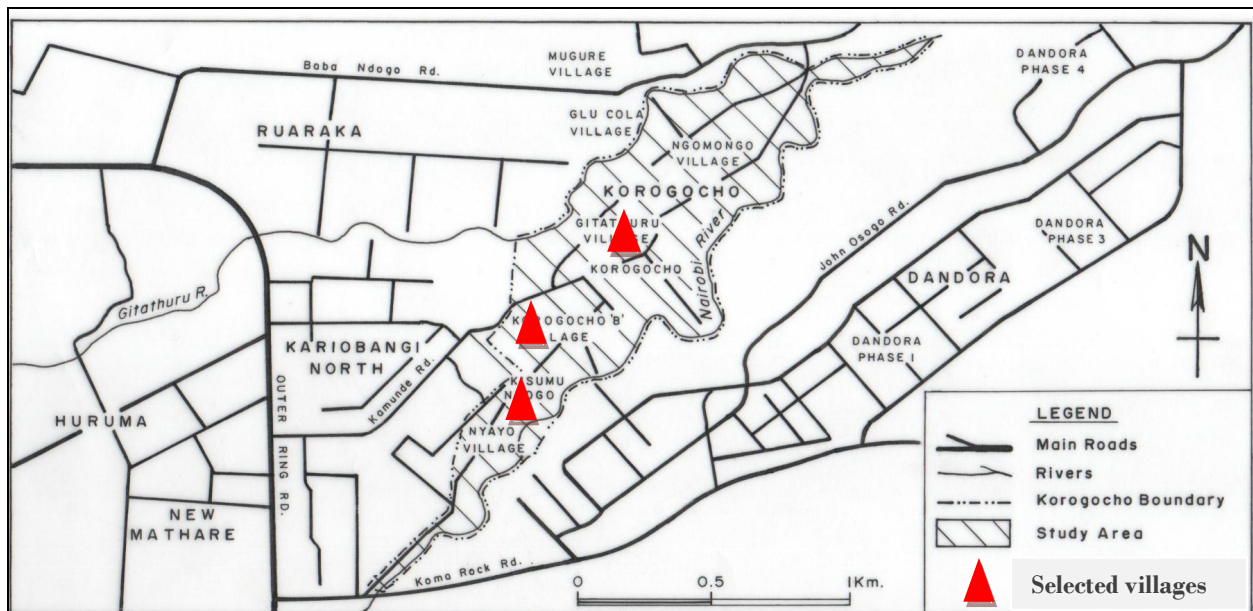 MUGURE
VILLAGE
Baba Ndogo Rd.
DANDORA
PHASE 4
GLU COLA
VILLAGE
RUARAKA
NGOMONGO
VILLAGE
KOROGOCHO
GITATHURU
VILLAGE
KOROGOCHO
Nairobi River
John Osogo Rd.
DANDORA
PHASE 3
DANDORA
N
Gitathuru R.
KOROGOCHO 'B'
VILLAGE
DANDORA
PHASE I
KARIOBANGI
NORTH
Kamunde Rd.
KISUMU
NDOGO
OUTER RING RD.
HURUMA
NYAYO
VILLAGE
NEW
MATHARE
Koma Rock Rd.
0 0.5 1Km.
LEGEND
Main Roads
Rivers
Korogocho Boundary
Study Area
Selected villages